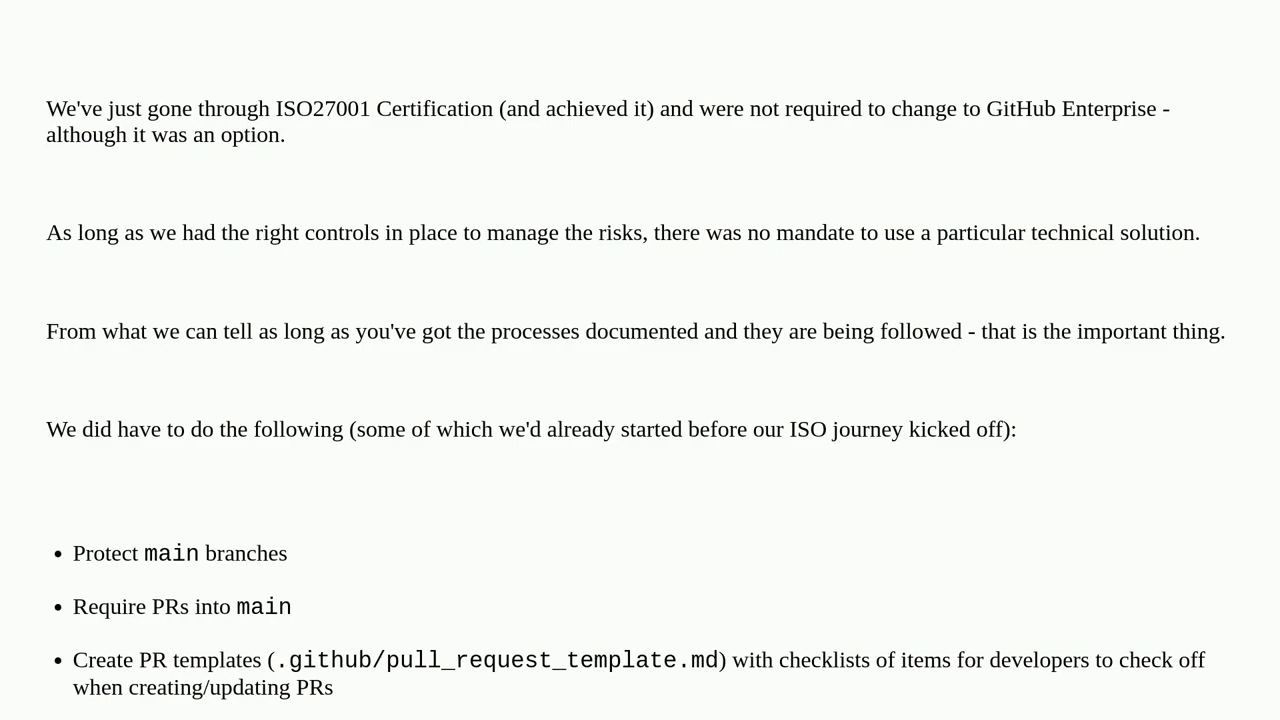 We've just gone through ISO27001 Certification (and achieved it) and were not required to change to GitHub Enterprise -
although it was an option.
As long as we had the right controls in place to manage the risks, there was no mandate to use a particular technical solution.
From what we can tell as long as you've got the processes documented and they are being followed - that is the important thing.
We did have to do the following (some of which we'd already started before our ISO journey kicked off):
• Protect main branches
• Require PRs into main
• Create PR templates (.github/pull_request_template.md) with checklists of items for developers to check off
when creating/updating PRs